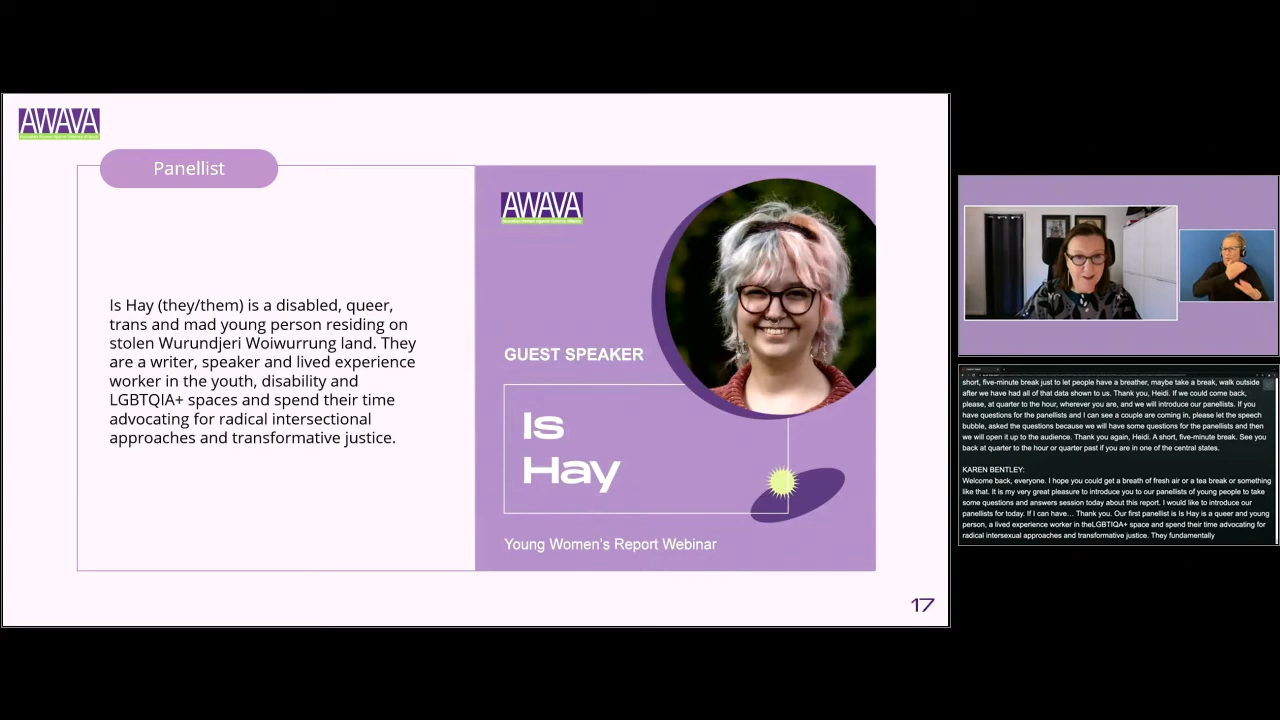 AWAVA
Panellist
Is Hay (they/them) is a disabled, queer,
trans and mad young person residing on
stolen Wurundjeri Woiwurrung land. They
are a writer, speaker and lived experience
worker in the youth, disability and
LGBTQIA+ spaces and spend their time
advocating for radical intersectional
approaches and transformative justice.
AWAVA
GUEST SPEAKER
Is
Hay
Young Women's Report Webinar
17
short, five-minute break just to let people have a breather, maybe take a break, walk outside
after we have had all of that data shown to us. Thank you, Heidi. If we could come back,
please, at quarter to the hour, wherever you are, and we will introduce our panellists. If you
have questions for the panellists and I can see a couple are coming in, please let the speech
bubble, asked the questions because we will have some questions for the panellists and then
we will open it up to the audience. Thank you again, Heidi. A short, five-minute break. See you
back at quarter to the hour or quarter past if you are in one of the central states.
KAREN BENTLEY:
Welcome back, everyone. I hope you could get a breath of fresh air or a tea break or something
like that. It is my very great pleasure to introduce you to our panellists of young people to take
some questions and answers session today about this report. I would like to introduce our
panellists for today. If I can have... Thank you. Our first panellist is Is Hay is a queer and young
person, a lived experience worker in theLGBTIQA+ space and spend their time advocating for
radical intersexual approaches and transformative justice. They fundamentally